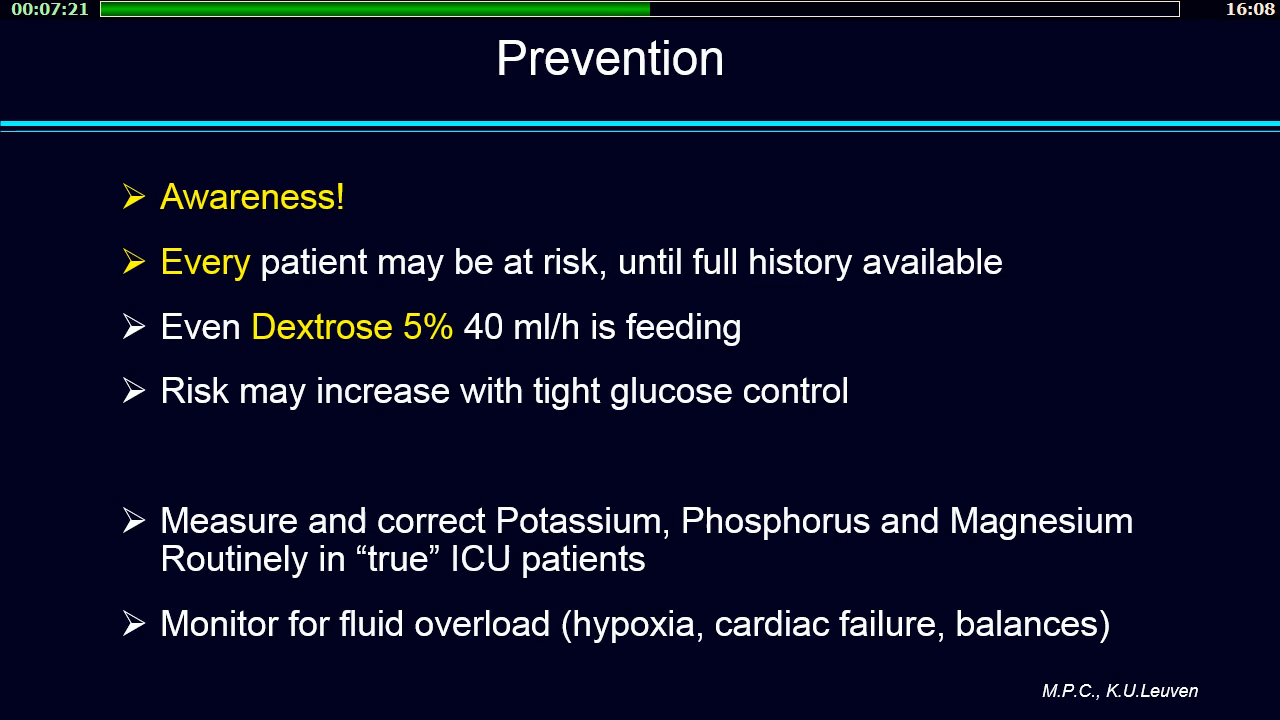 00:07:21
16:08
Prevention
Awareness!
Every patient may be at risk, until full history available
Even Dextrose 5% 40 ml/h is feeding
Risk may increase with tight glucose control
Measure and correct Potassium, Phosphorus and Magnesium
Routinely in “true” ICU patients
Monitor for fluid overload (hypoxia, cardiac failure, balances)
M.P.C., K.U.Leuven